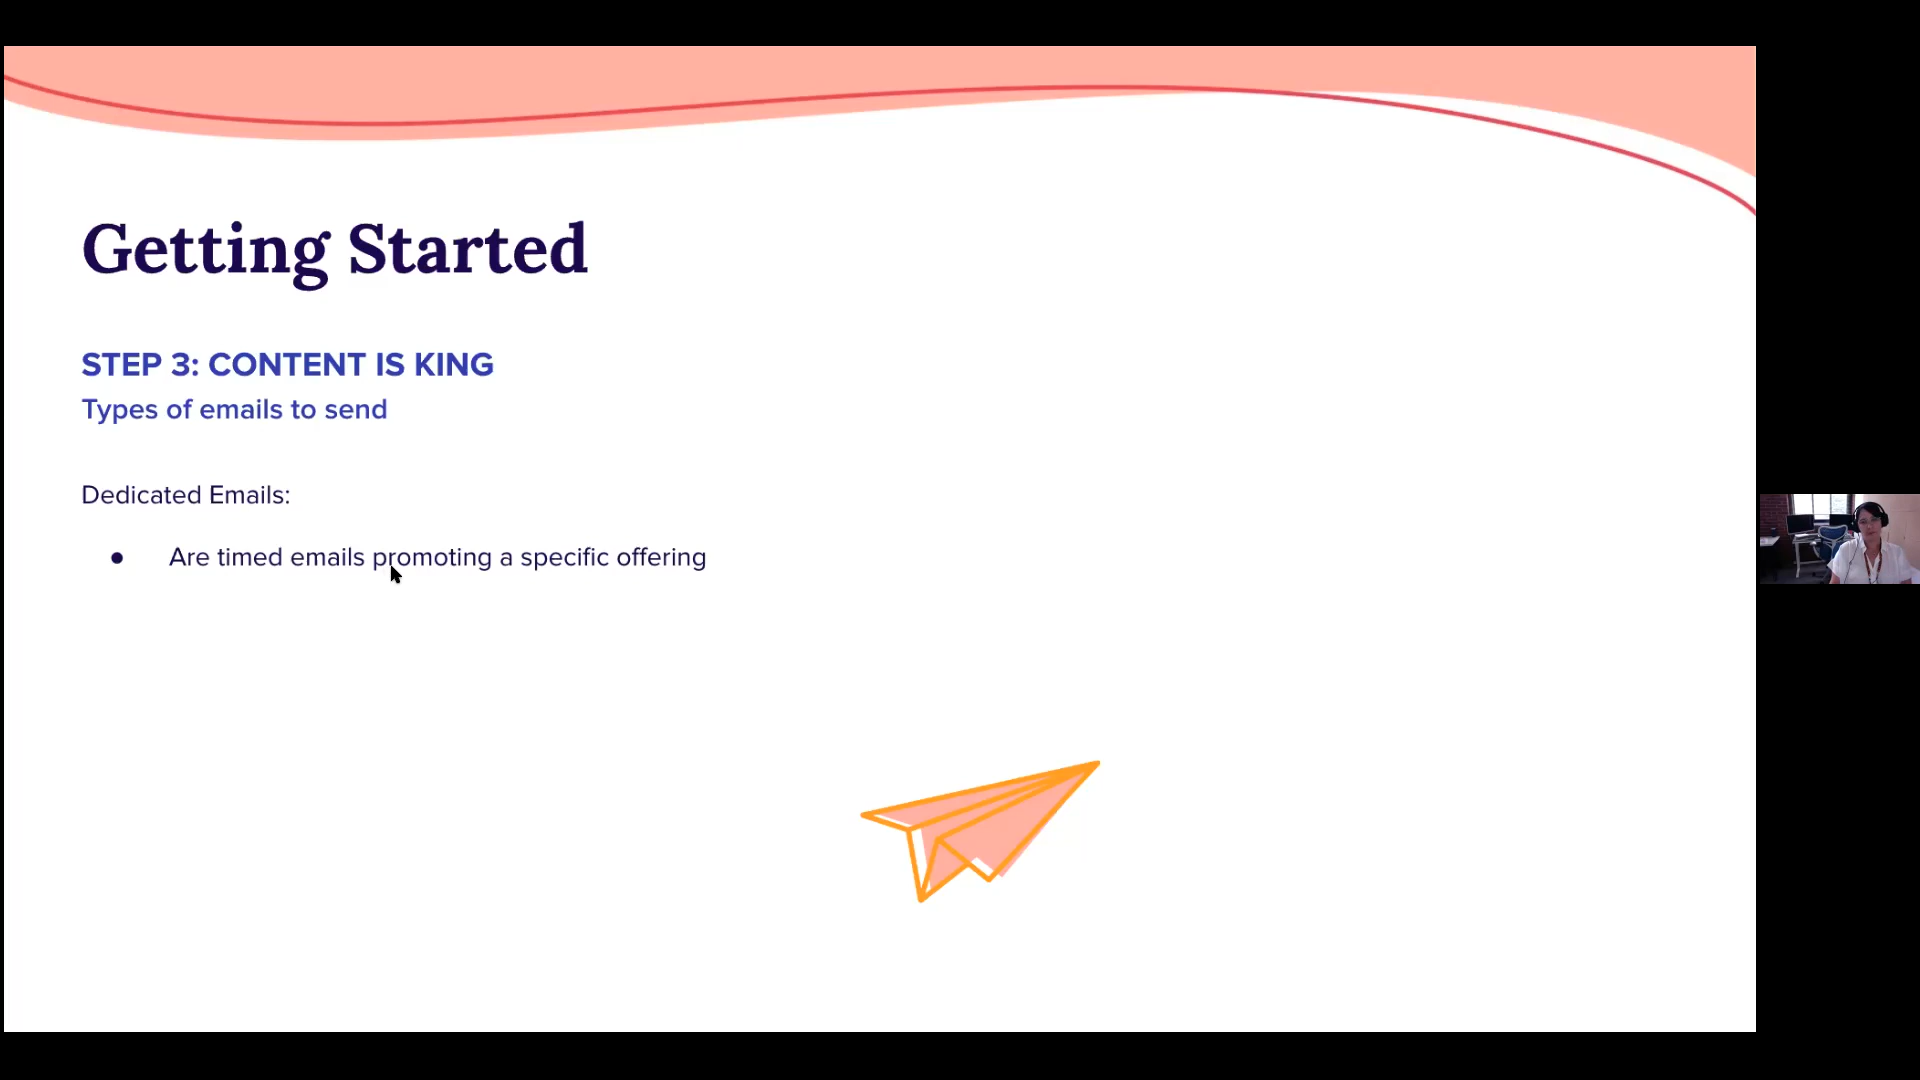 Getting Started
STEP 3: CONTENT IS KING
Types of emails to send
Dedicated Emails:
● Are timed emails promoting a specific offering